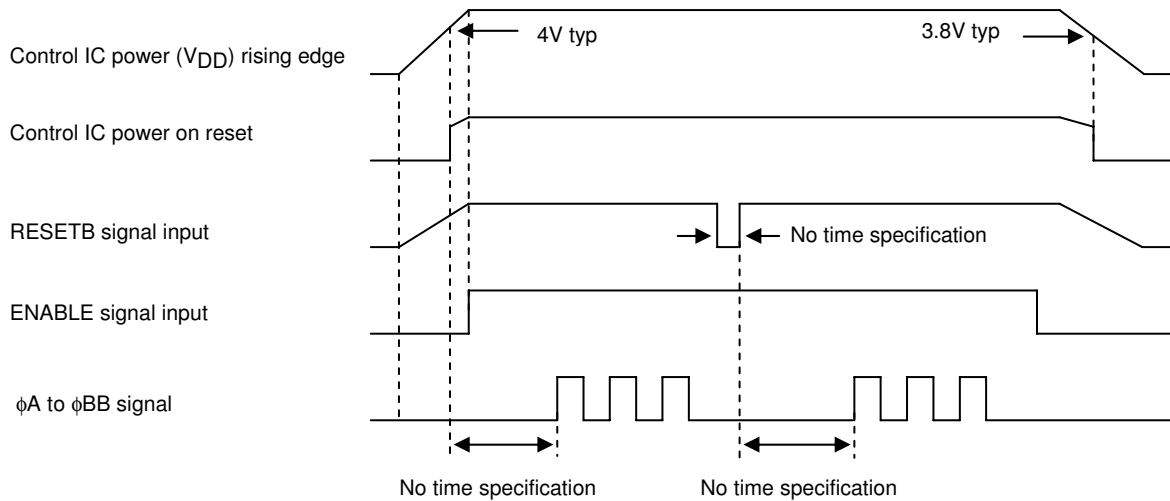 4V typ
3.8V typ
Control IC power (VDD) rising edge
Control IC power on reset
RESETB signal input
No time specification
ENABLE signal input
ϕA to ϕBB signal
No time specification
No time specification